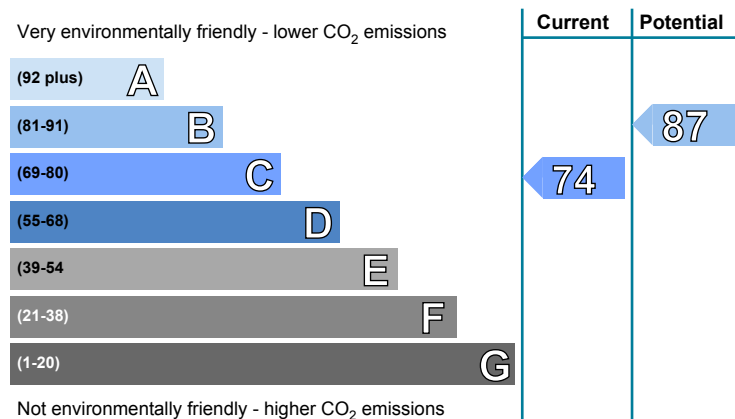 Current Potential
Very environmentally friendly - lower CO₂ emissions
(92 plus) A
(81-91) B 87
(69-80) C 74
(55-68) D
(39-54 E
(21-38) F
(1-20) G
Not environmentally friendly - higher CO₂ emissions